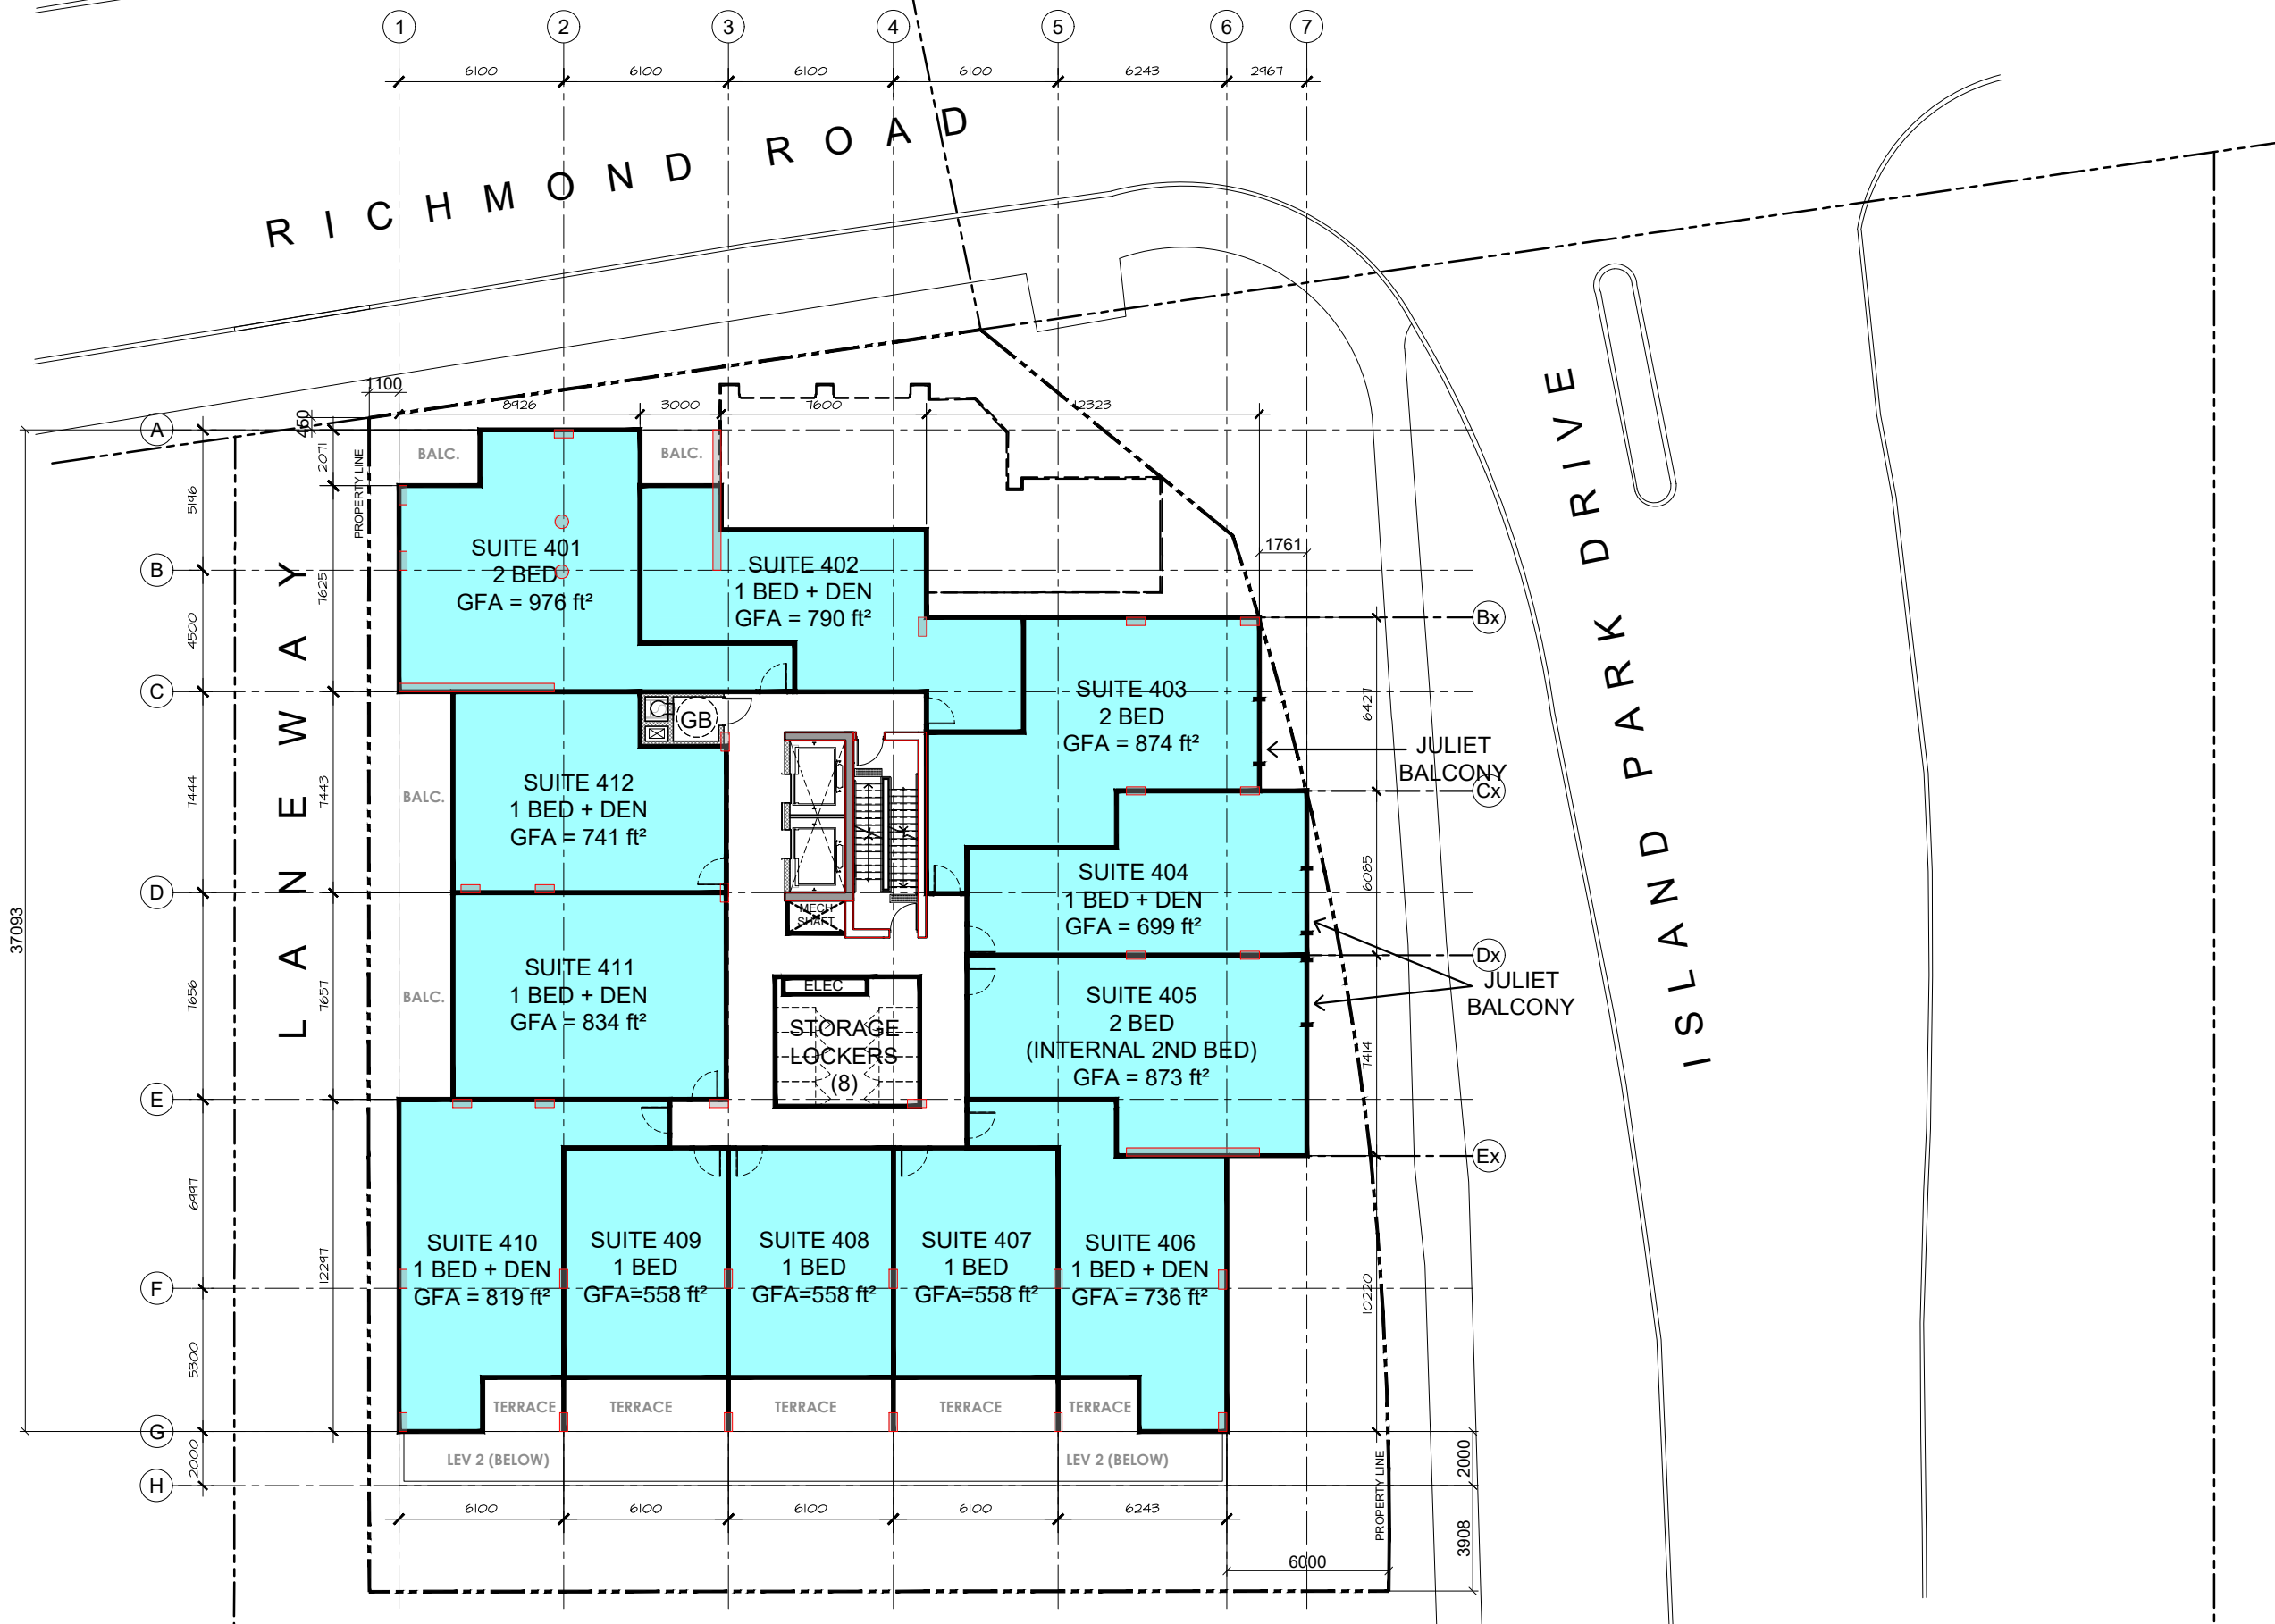 1 2 3 4 5 6 7
6100 6100 6100 6100 6243 2967
RICHMOND ROAD
1100
8926 3000 7600 12323
450
A
BALC. BALC.
2071
PROPERTY LINE
5196
SUITE 401
2 BED
GFA = 976 ft²
B
7625
SUITE 402
1 BED + DEN
GFA = 790 ft²
1761
4500
Bx
LANEWAY
C
SUITE 403
2 BED
GFA = 874 ft²
6427
GB
JULIET
BALCONY
Cx
SUITE 412
1 BED + DEN
GFA = 741 ft²
BALC.
7444
7443
SUITE 404
1 BED + DEN
GFA = 699 ft²
6085
D
MECH
SHAFT
37093
Dx
JULIET
BALCONY
SUITE 411
1 BED + DEN
GFA = 834 ft²
BALC.
7656
7657
ELEC
STORAGE
LOCKERS
(8)
SUITE 405
2 BED
(INTERNAL 2ND BED)
GFA = 873 ft²
7414
ISLAND PARK DRIVE
E
Ex
6997
12297
SUITE 410
1 BED + DEN
GFA = 819 ft²
SUITE 409
1 BED
GFA=558 ft²
SUITE 408
1 BED
GFA=558 ft²
SUITE 407
1 BED
GFA=558 ft²
SUITE 406
1 BED + DEN
GFA = 736 ft²
10220
F
5300
TERRACE TERRACE TERRACE TERRACE TERRACE
G
LEV 2 (BELOW) LEV 2 (BELOW)
2000
2000
PROPERTY LINE
H
6100 6100 6100 6100 6243
3908
6000